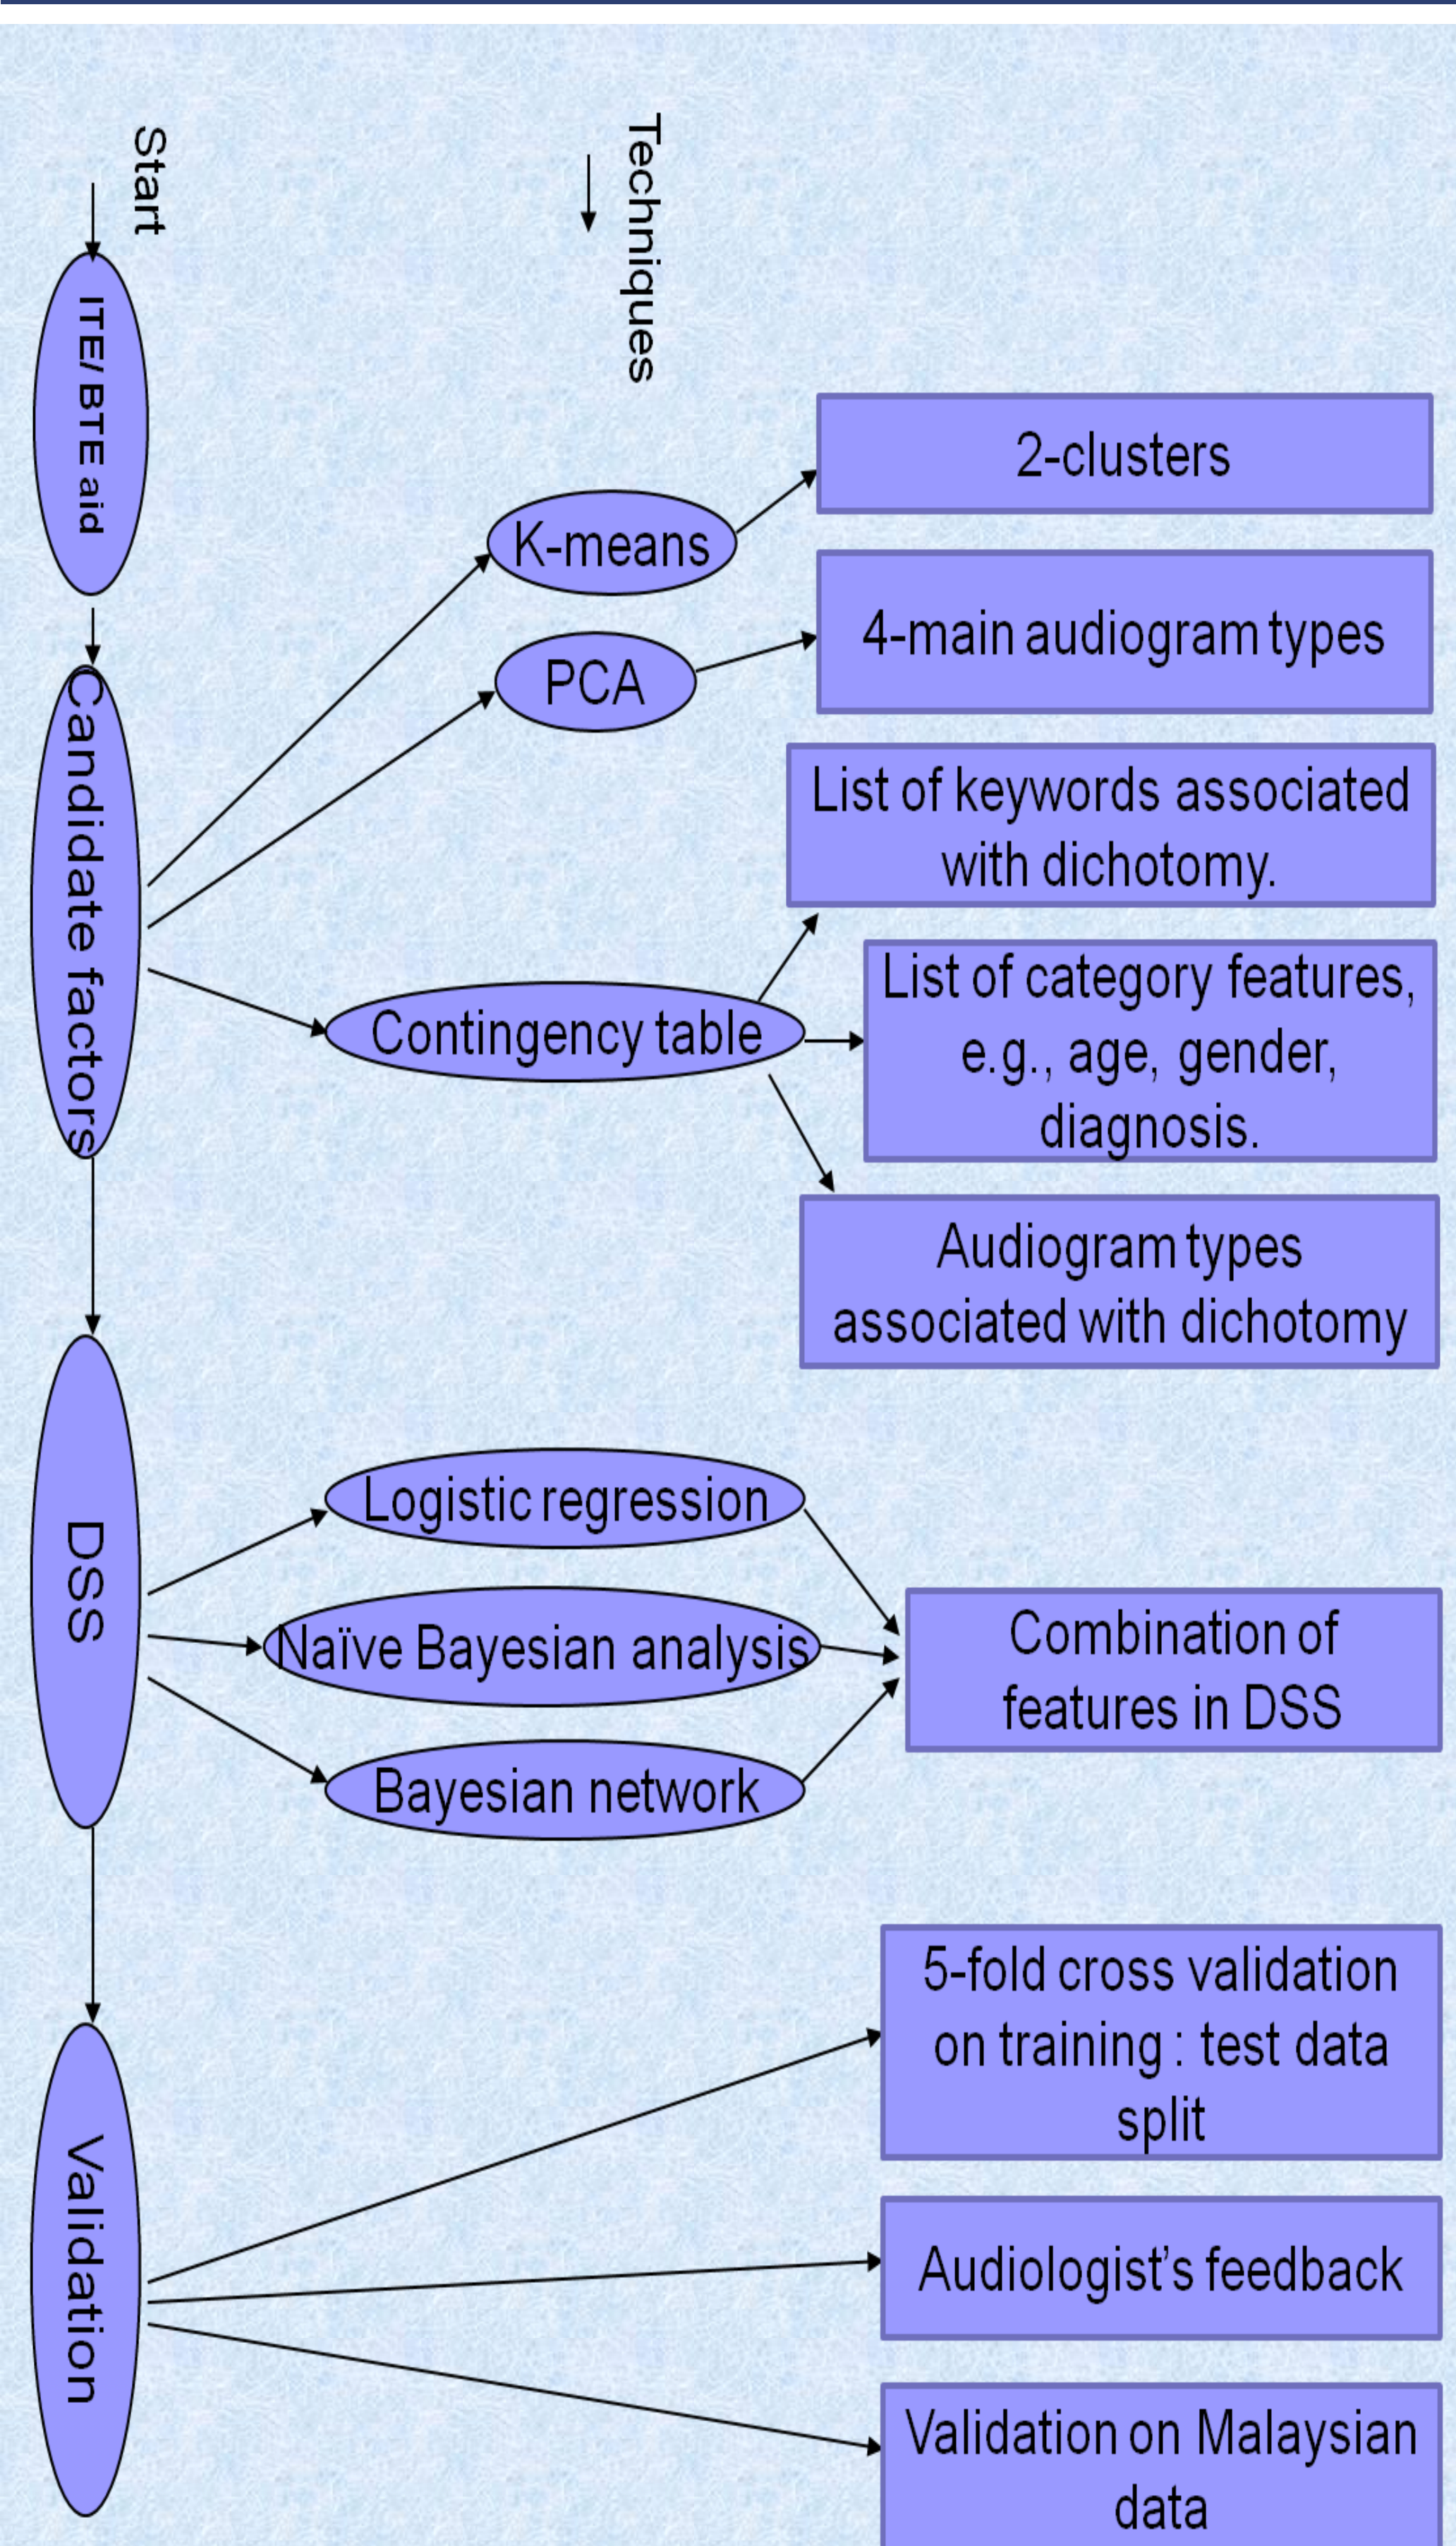 Start
Techniques
ITE/ BTE aid
K-means
2-clusters
PCA
4-main audiogram types
Candidate factors
Contingency table
List of keywords associated
with dichotomy.
List of category features,
e.g., age, gender,
diagnosis.
Audiogram types
associated with dichotomy
DSS
Logistic regression
Naïve Bayesian analysis
Bayesian network
Combination of
features in DSS
Validation
5-fold cross validation
on training : test data
split
Audiologist’s feedback
Validation on Malaysian
data